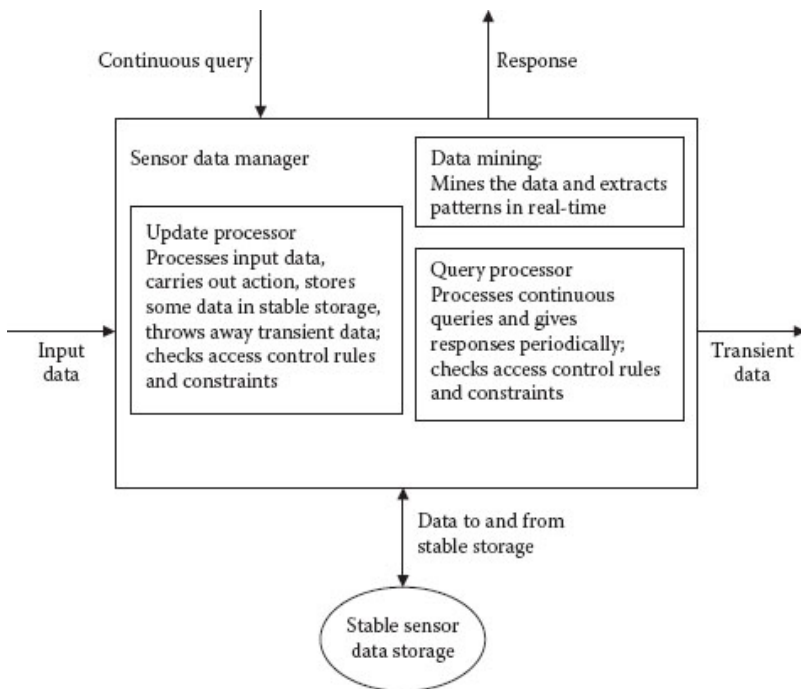 Continuous query
Response
Sensor data manager
Data mining:
Mines the data and extracts
patterns in real-time
Update processor
Processes input data,
carries out action, stores
some data in stable storage,
throws away transient data;
checks access control rules
and constraints
Query processor
Processes continuous
queries and gives
responses periodically;
checks access control rules
and constraints
Input
data
Transient
data
Data to and from
stable storage
Stable sensor
data storage